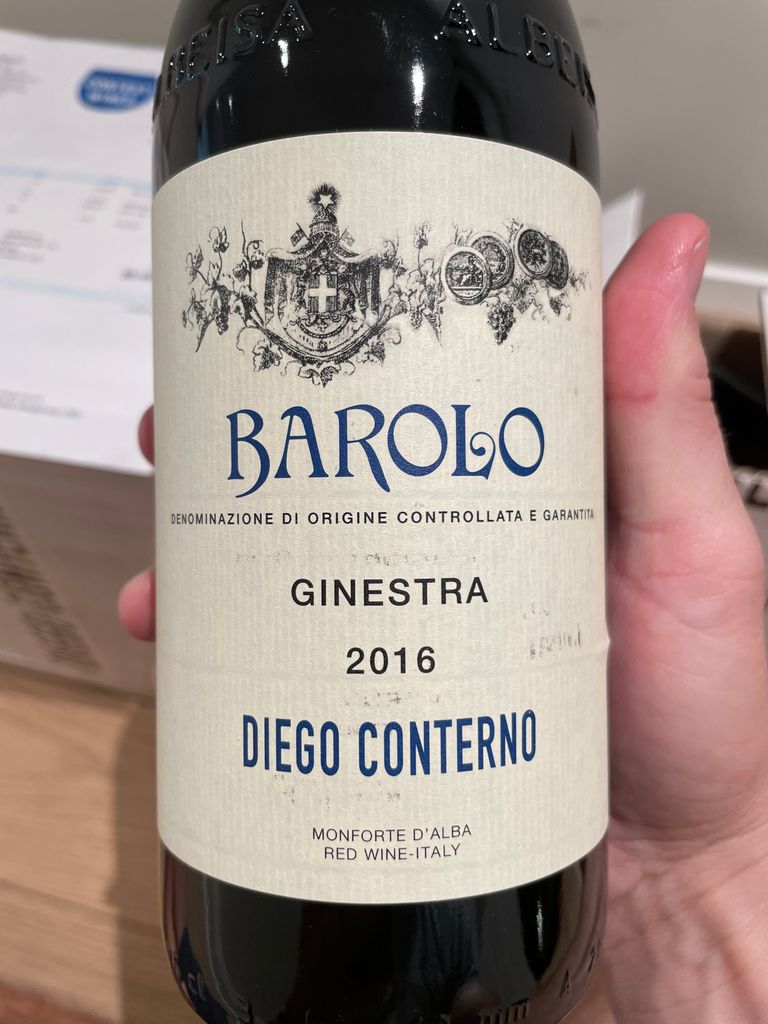 BAROLO
DENOMINAZIONE DI ORIGINE CONTROLLATA E GARANTITA
GINESTRA
2016
DIEGO CONTERNO
MONFORTE D'ALBA
RED WINE-ITALY